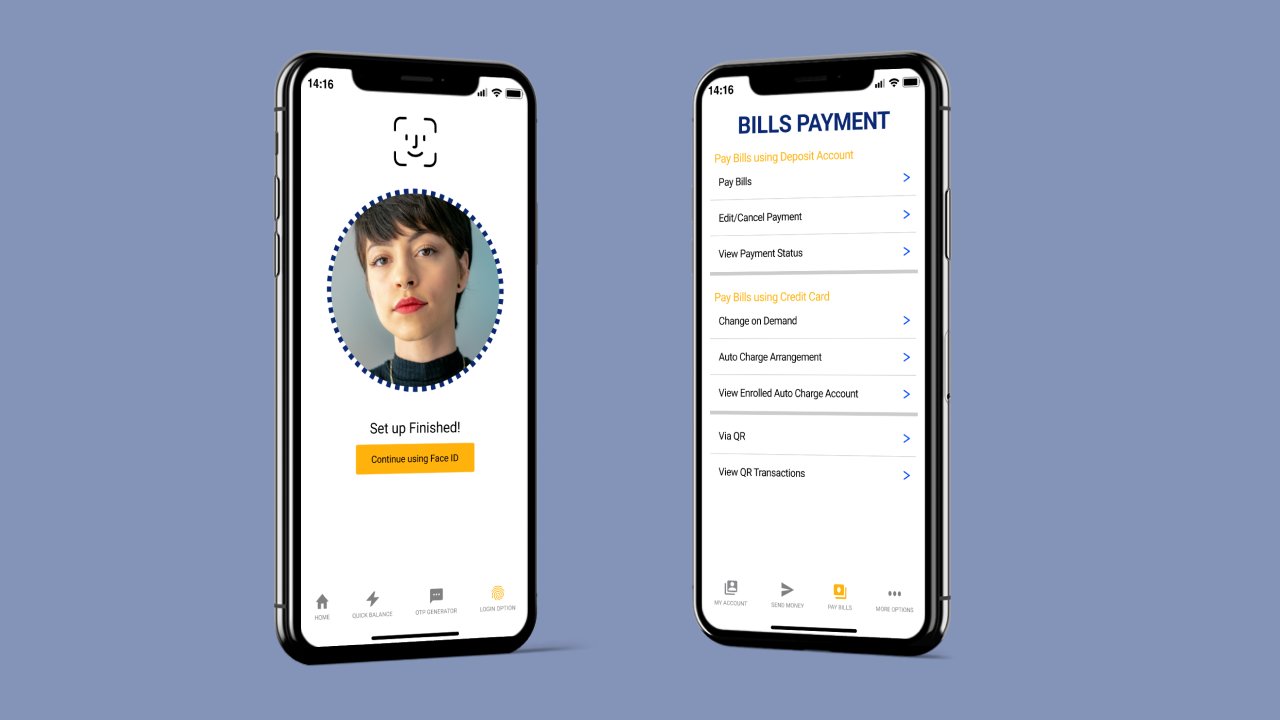 14:16
Set up Finished!
Continue using Face ID
HOME
QUICK BALANCE
OTP GENERATOR
LOGIN OPTION
14:16
BILLS PAYMENT
Pay Bills using Deposit Account
Pay Bills
Edit/Cancel Payment
View Payment Status
Pay Bills using Credit Card
Change on Demand
Auto Charge Arrangement
View Enrolled Auto Charge Account
Via QR
View QR Transactions
MY ACCOUNT
SEND MONEY
PAY BILLS
MORE OPTIONS